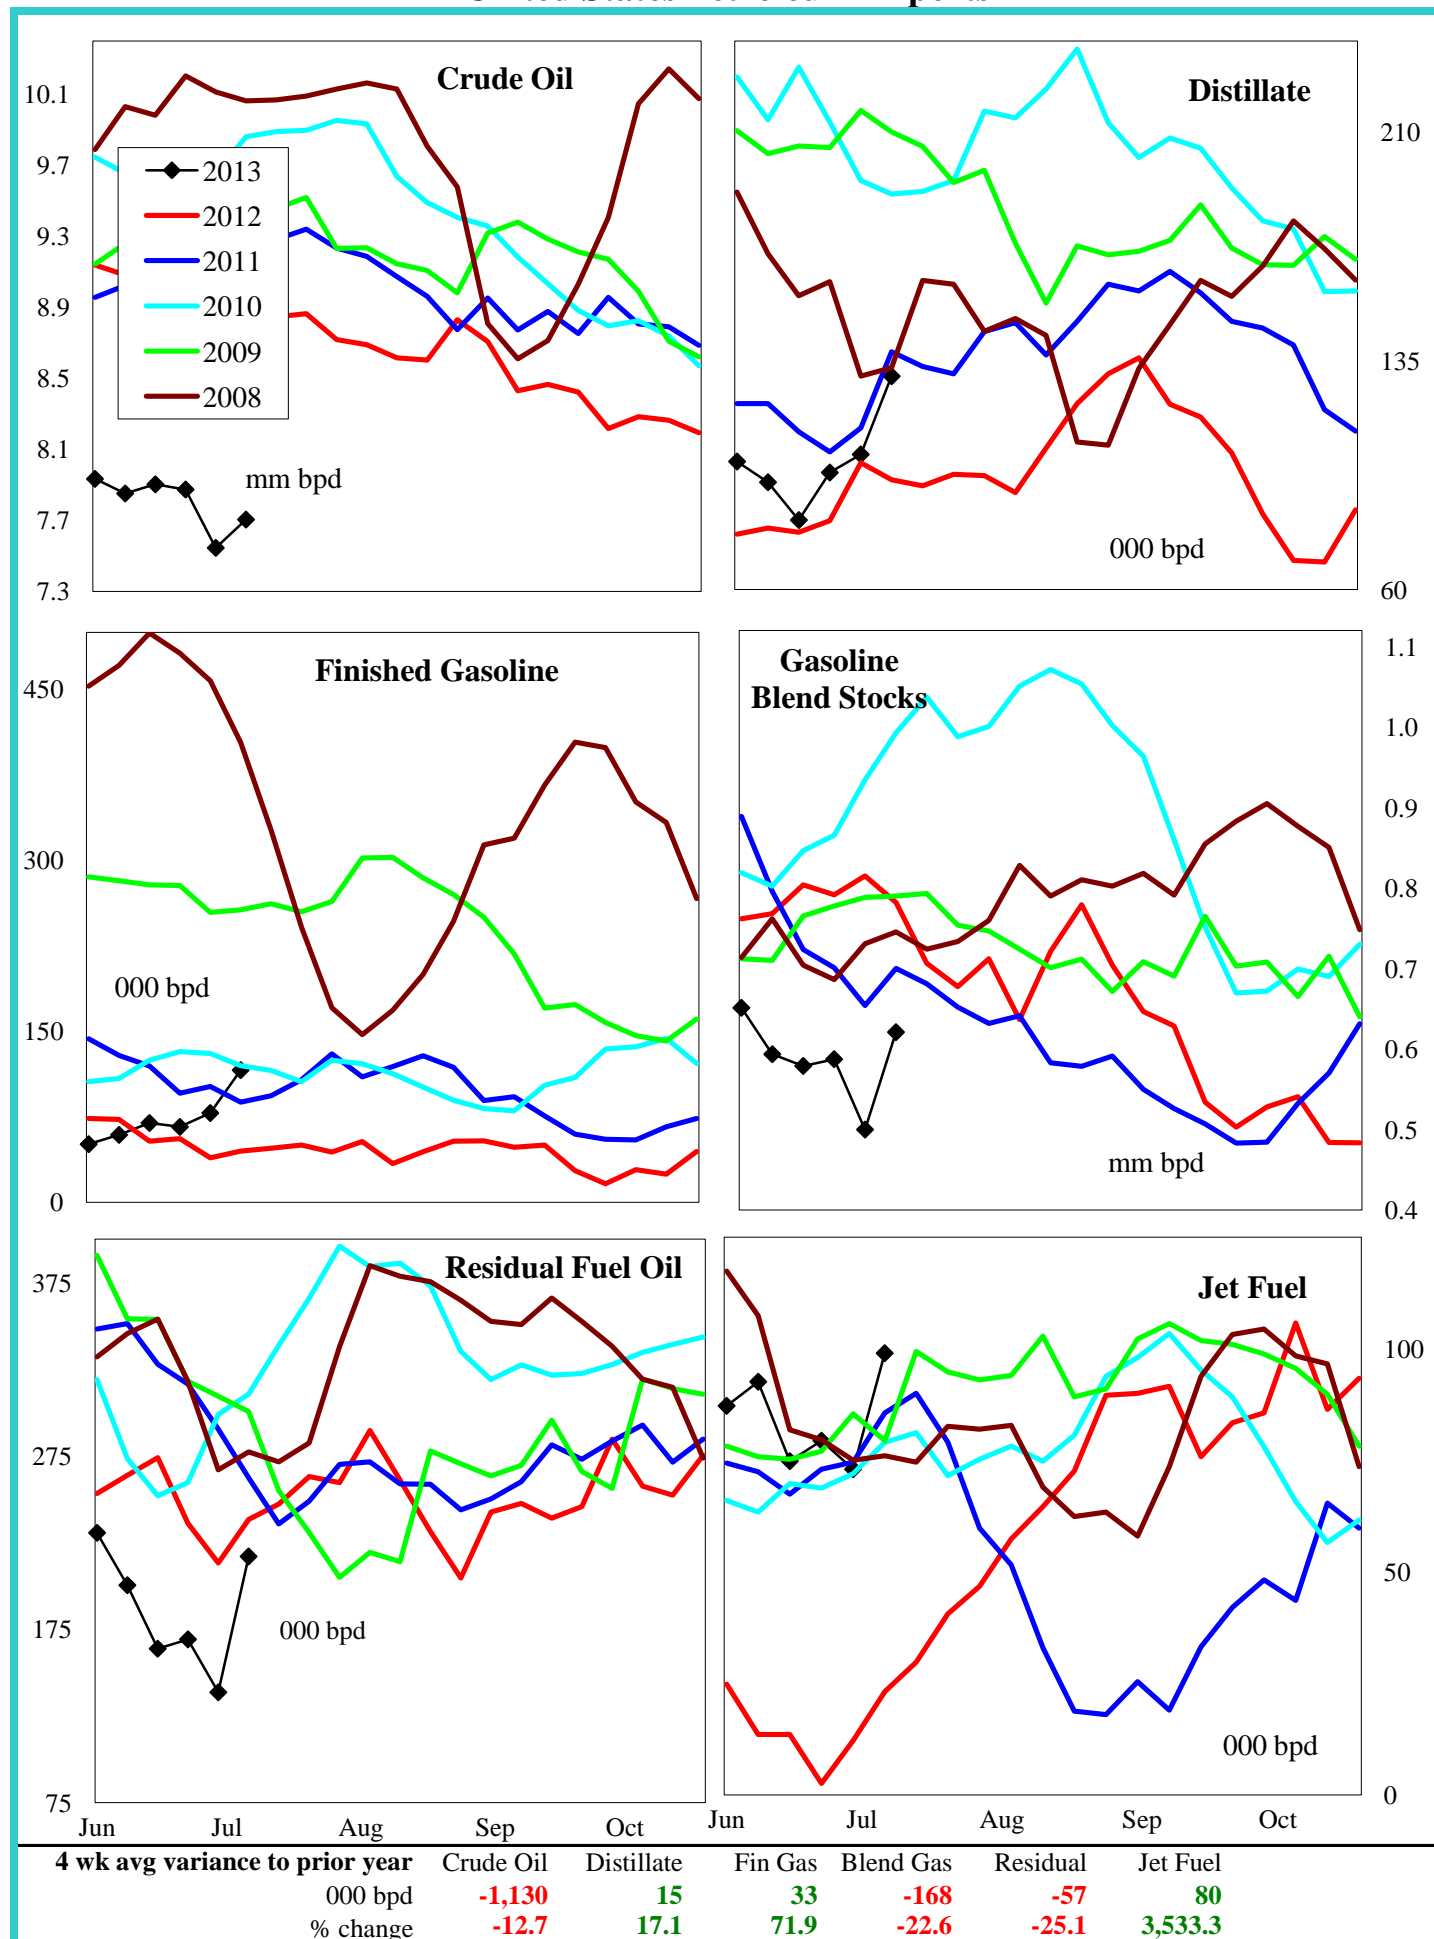 Crude Oil
10.1
9.7
9.3
8.9
8.5
8.1
7.7
7.3
2013
2012
2011
2010
2009
2008
mm bpd
Distillate
210
135
60
000 bpd
Finished Gasoline
450
300
150
0
000 bpd
Gasoline
Blend Stocks
1.1
1.0
0.9
0.8
0.7
0.6
0.5
0.4
mm bpd
Residual Fuel Oil
375
275
175
75
000 bpd
Jun Jul Aug Sep Oct
Jet Fuel
100
50
0
000 bpd
Jun Jul Aug Sep Oct
4 wk avg variance to prior year Crude Oil Distillate Fin Gas Blend Gas Residual Jet Fuel
000 bpd -1,130 15 33 -168 -57 80
% change -12.7 17.1 71.9 -22.6 -25.1 3,533.3